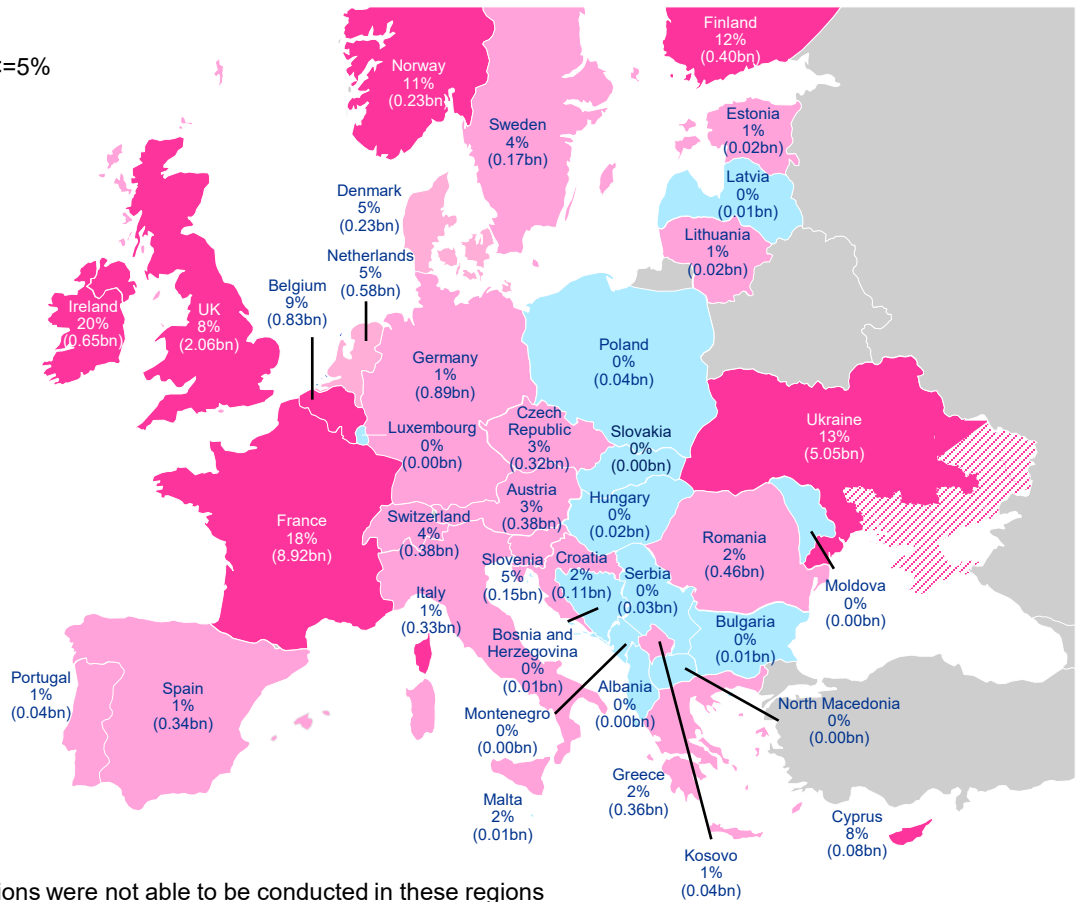 Finland
12%
(0.40bn)
=5%
Norway
11%
(0.23bn)
Sweden
4%
(0.17bn)
Estonia
1%
(0.02bn)
Latvia
0%
(0.01bn)
Denmark
5%
(0.23bn)
Lithuania
1%
(0.02bn)
Netherlands
5%
(0.58bn)
Belgium
9%
(0.83bn)
Ireland
20%
(0.65bn)
UK
8%
(2.06bn)
Germany
1%
(0.89bn)
Poland
0%
(0.04bn)
Luxembourg
0%
(0.00bn)
Czech
Republic
3%
(0.32bn)
Slovakia
0%
(0.00bn)
Ukraine
13%
(5.05bn)
Austria
3%
(0.38bn)
Hungary
0%
(0.02bn)
France
18%
(8.92bn)
Switzerland
4%
(0.38bn)
Romania
2%
(0.46bn)
Slovenia
5%
(0.15bn)
Croatia
2%
(0.11bn)
Serbia
0%
(0.03bn)
Moldova
0%
(0.00bn)
Italy
1%
(0.33bn)
Bosnia and
Herzegovina
0%
(0.01bn)
Bulgaria
0%
(0.01bn)
Portugal
1%
(0.04bn)
Spain
1%
(0.34bn)
Albania
0%
(0.00bn)
Montenegro
0%
(0.00bn)
North Macedonia
0%
(0.00bn)
Greece
2%
(0.36bn)
Malta
2%
(0.01bn)
Cyprus
8%
(0.08bn)
Kosovo
1%
(0.04bn)
ions were not able to be conducted in these regions